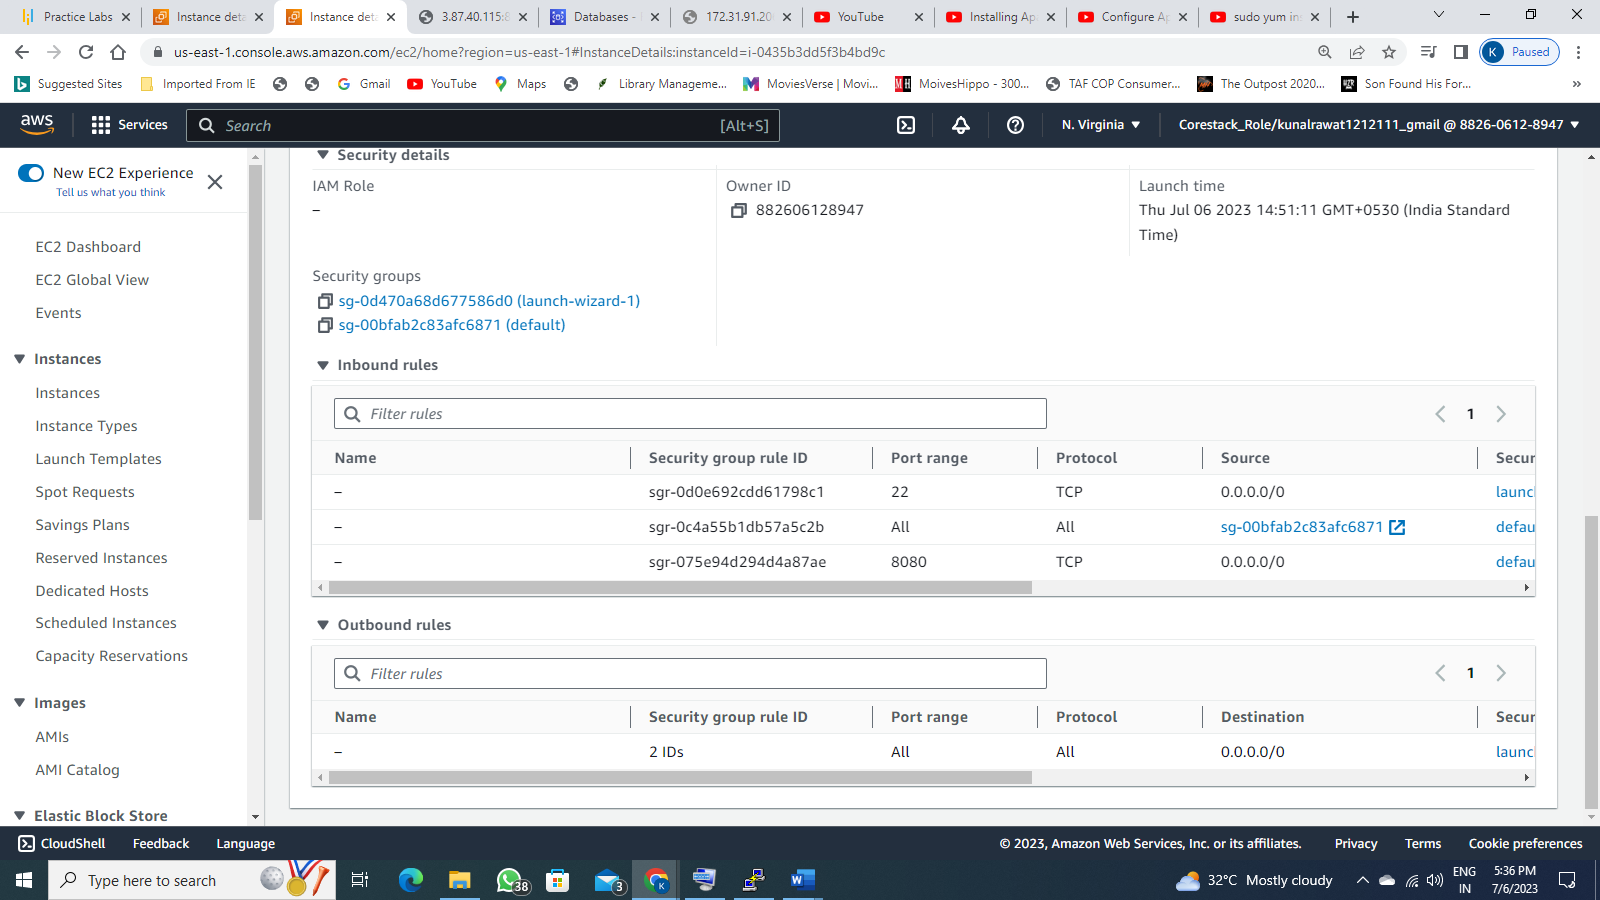 Practice Labs
Instance deta
Instance deta
3.87.40.115:8
Databases -
172.31.91.20
YouTube
Installing Ap
Configure Ap
sudo yum in
us-east-1.console.aws.amazon.com/ec2/home?region=us-east-1#InstanceDetails:instanceId=i-0435b3dd5f3b4bd9c
K Paused
Suggested Sites
Imported From IE
Gmail
YouTube
Maps
Library Manageme...
MoviesVerse | Movi...
MoivesHippo - 300...
TAF COP Consumer...
The Outpost 2020...
Son Found His For...
»
aws
Services
Search [Alt+S]
N. Virginia
Corestack_Role/kunalrawat1212111_gmail @ 8826-0612-8947
New EC2 Experience
Tell us what you think
EC2 Dashboard
EC2 Global View
Events
Instances
Instances
Instance Types
Launch Templates
Spot Requests
Savings Plans
Reserved Instances
Dedicated Hosts
Scheduled Instances
Capacity Reservations
Images
AMIs
AMI Catalog
Elastic Block Store
Security details
IAM Role
–
Owner ID
882606128947
Launch time
Thu Jul 06 2023 14:51:11 GMT+0530 (India Standard
Time)
Security groups
sg-0d470a68d677586d0 (launch-wizard-1)
sg-00bfab2c83afc6871 (default)
Inbound rules
Filter rules
1
Name Security group rule ID Port range Protocol Source Secur
– sgr-0d0e692cdd61798c1 22 TCP 0.0.0.0/0 launc
– sgr-0c4a55b1db57a5c2b All All sg-00bfab2c83afc6871 defau
– sgr-075e94d294d4a87ae 8080 TCP 0.0.0.0/0 defau
Outbound rules
Filter rules
1
Name Security group rule ID Port range Protocol Destination Secur
– 2 IDs All All 0.0.0.0/0 launc
CloudShell
Feedback
Language
© 2023, Amazon Web Services, Inc. or its affiliates.
Privacy
Terms
Cookie preferences
Type here to search
38
3
32°C Mostly cloudy
ENG
IN
5:36 PM
7/6/2023